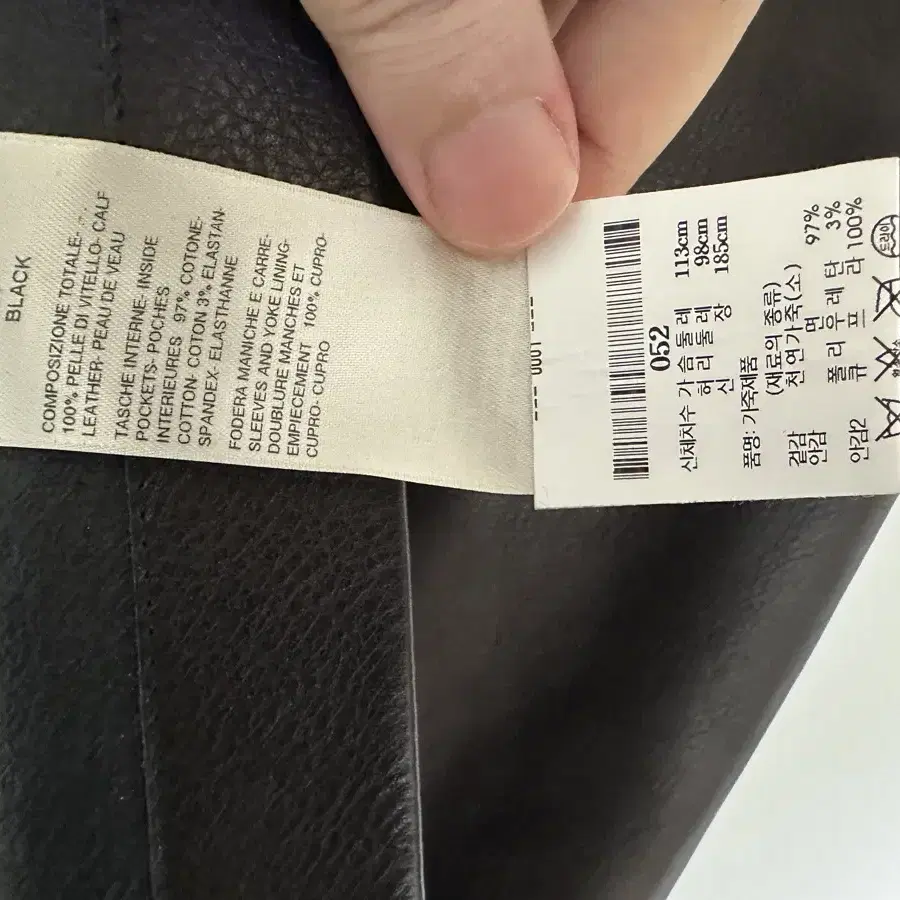 BLACK
COMPOSIZIONE TOTALE-
100% PELLE DI VITELLO- CALF
LEATHER- PEAU DE VEAU
TASCHE INTERNE- INSIDE
POCKETS- POCHES
INTERIEURES 97% COTONE-
COTTON- COTON 3% ELASTAN-
SPANDEX- ELASTHANNE
FODERA MANICHE E CARRE-
SLEEVES AND YOKE LINING-
DOUBLURE MANCHES ET
EMPIECEMENT 100% CUPRO-
CUPRO- CUPRO
052
신체치수 가슴둘레 113cm
허리둘레 98cm
신 장 185cm
품명: 가죽제품
(재료의 종류)
겉감 천연가죽(소)
안감 면 97%
폴리우레탄 3%
안감2 큐 프 라 100%
드라이